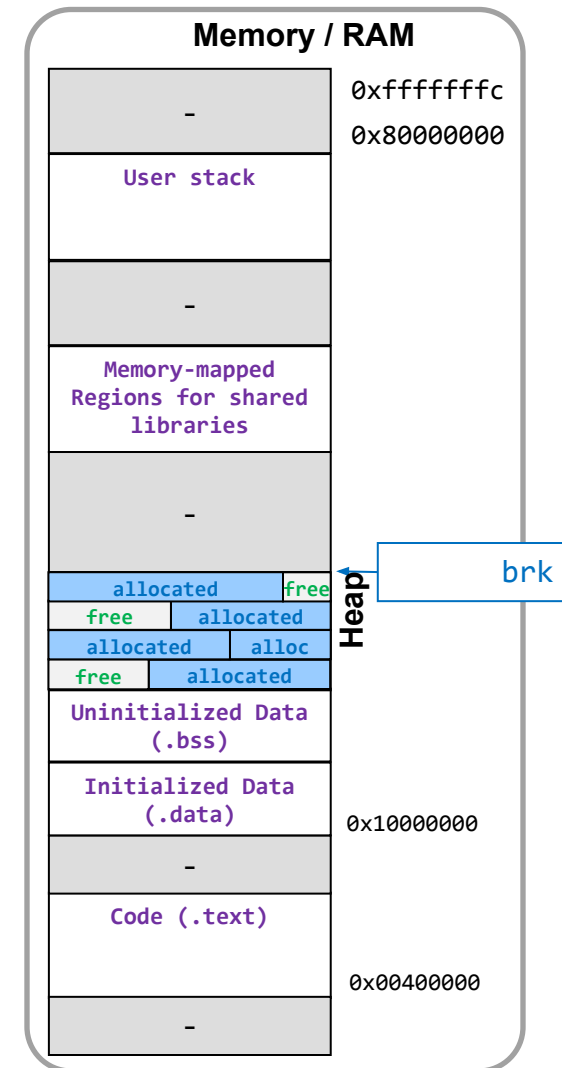 Memory / RAM
0xfffffffc
-
0x80000000
User stack
-
Memory-mapped
Regions for shared
libraries
-
brk
allocated free
free allocated
Heap
allocated alloc
free allocated
Uninitialized Data
(.bss)
Initialized Data
(.data)
0x10000000
-
Code (.text)
0x00400000
-